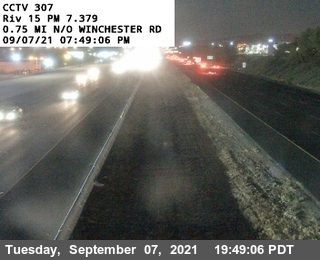 CCTV 307
Riv 15 PM 7.379
0.75 MI N/O WINCHESTER RD
09/07/21 07:49:06 PM
Tuesday, September 07, 2021 19:49:06 PDT